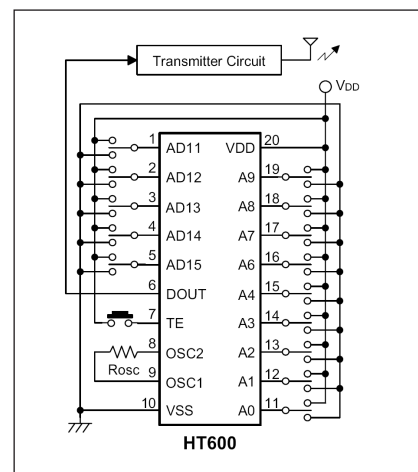 Transmitter Circuit
VDD
1 AD11 VDD 20
2 AD12 A9 19
3 AD13 A8 18
4 AD14 A7 17
5 AD15 A6 16
6 DOUT A4 15
7 TE A3 14
8 OSC2 A2 13
Rosc
9 OSC1 A1 12
10 VSS A0 11
HT600